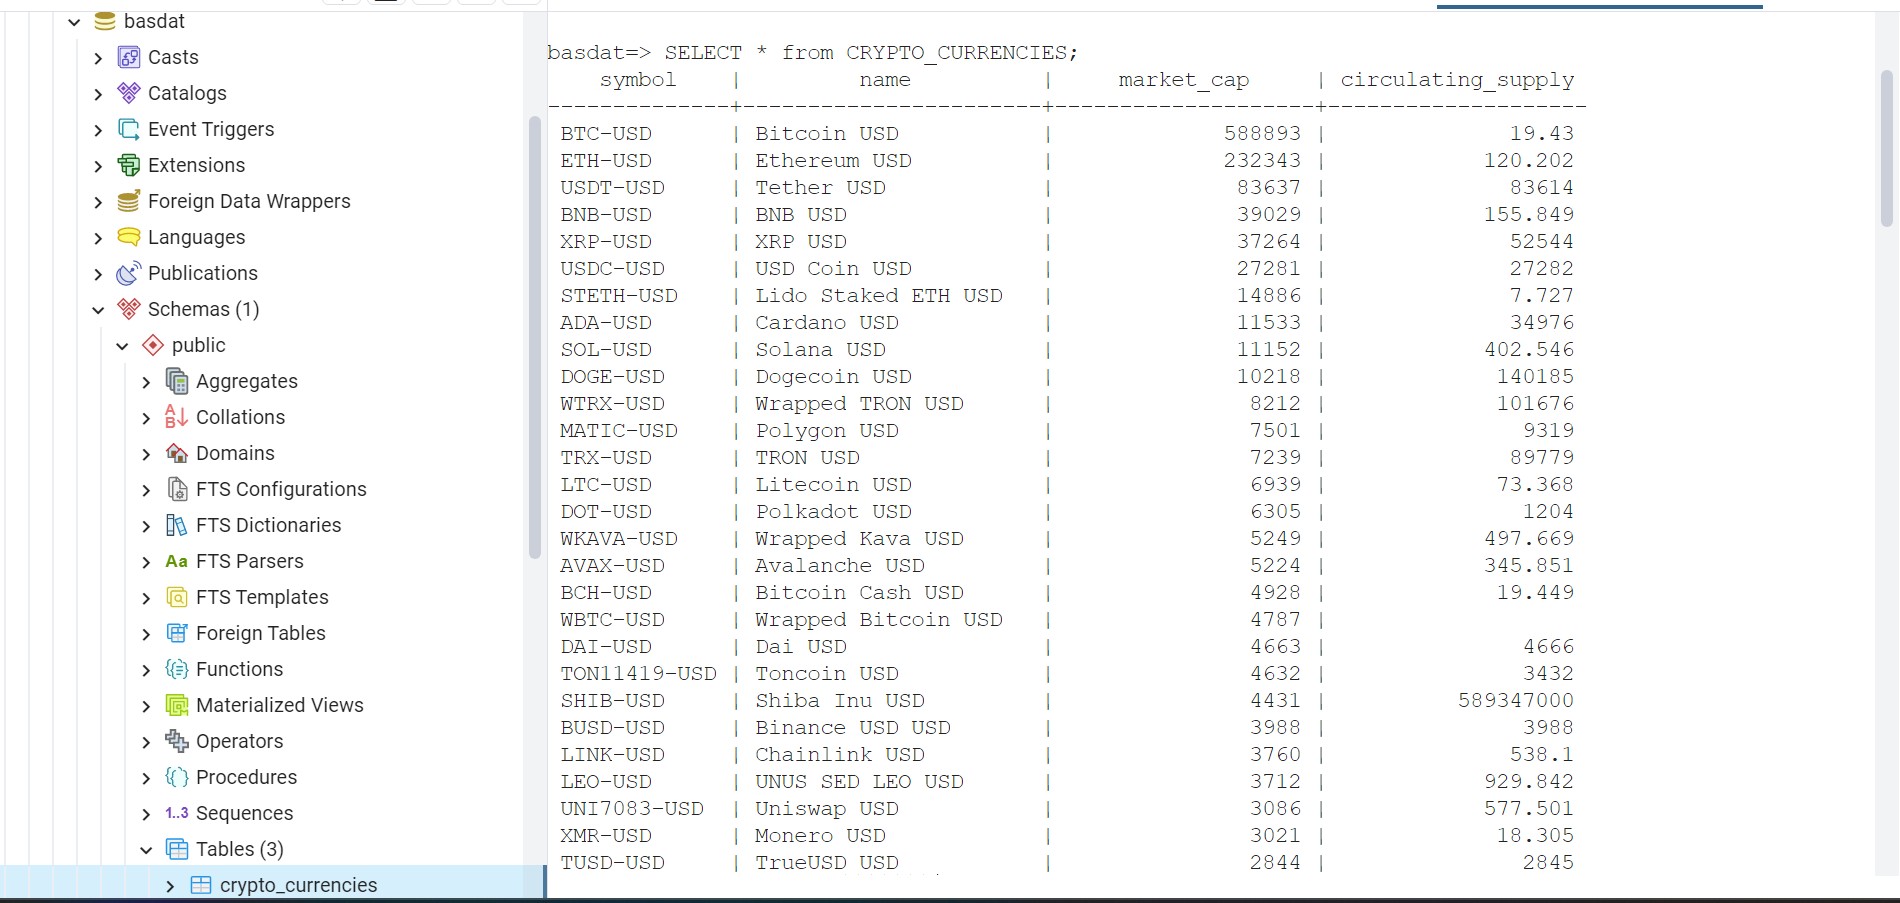 basdat
Casts
Catalogs
Event Triggers
Extensions
Foreign Data Wrappers
Languages
Publications
Schemas (1)
public
Aggregates
Collations
Domains
FTS Configurations
FTS Dictionaries
Aa FTS Parsers
FTS Templates
Foreign Tables
Functions
Materialized Views
Operators
Procedures
1..3 Sequences
Tables (3)
crypto_currencies
basdat=> SELECT * from CRYPTO_CURRENCIES;
symbol | name | market_cap | circulating_supply
--------------+-----------------------+--------------------+--------------------
BTC-USD | Bitcoin USD | 588893 | 19.43
ETH-USD | Ethereum USD | 232343 | 120.202
USDT-USD | Tether USD | 83637 | 83614
BNB-USD | BNB USD | 39029 | 155.849
XRP-USD | XRP USD | 37264 | 52544
USDC-USD | USD Coin USD | 27281 | 27282
STETH-USD | Lido Staked ETH USD | 14886 | 7.727
ADA-USD | Cardano USD | 11533 | 34976
SOL-USD | Solana USD | 11152 | 402.546
DOGE-USD | Dogecoin USD | 10218 | 140185
WTRX-USD | Wrapped TRON USD | 8212 | 101676
MATIC-USD | Polygon USD | 7501 | 9319
TRX-USD | TRON USD | 7239 | 89779
LTC-USD | Litecoin USD | 6939 | 73.368
DOT-USD | Polkadot USD | 6305 | 1204
WKAVA-USD | Wrapped Kava USD | 5249 | 497.669
AVAX-USD | Avalanche USD | 5224 | 345.851
BCH-USD | Bitcoin Cash USD | 4928 | 19.449
WBTC-USD | Wrapped Bitcoin USD | 4787 |
DAI-USD | Dai USD | 4663 | 4666
TON11419-USD | Toncoin USD | 4632 | 3432
SHIB-USD | Shiba Inu USD | 4431 | 589347000
BUSD-USD | Binance USD USD | 3988 | 3988
LINK-USD | Chainlink USD | 3760 | 538.1
LEO-USD | UNUS SED LEO USD | 3712 | 929.842
UNI7083-USD | Uniswap USD | 3086 | 577.501
XMR-USD | Monero USD | 3021 | 18.305
TUSD-USD | TrueUSD USD | 2844 | 2845